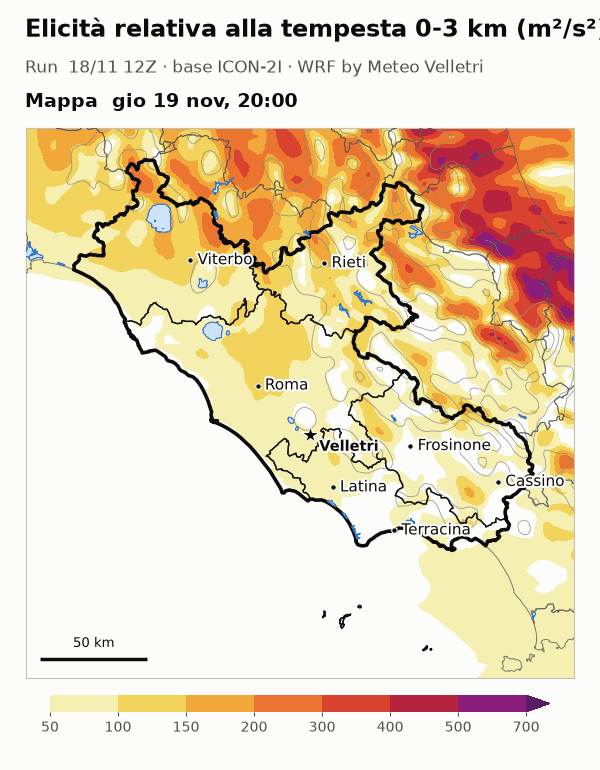 Elicità relativa alla tempesta 0-3 km (m²/s²)
Run 18/11 12Z · base ICON-2I · WRF by Meteo Velletri
Mappa gio 19 nov, 20:00
Viterbo
Rieti
Roma
Velletri
Frosinone
Latina
Cassino
Terracina
50 km
50 100 150 200 300 400 500 700